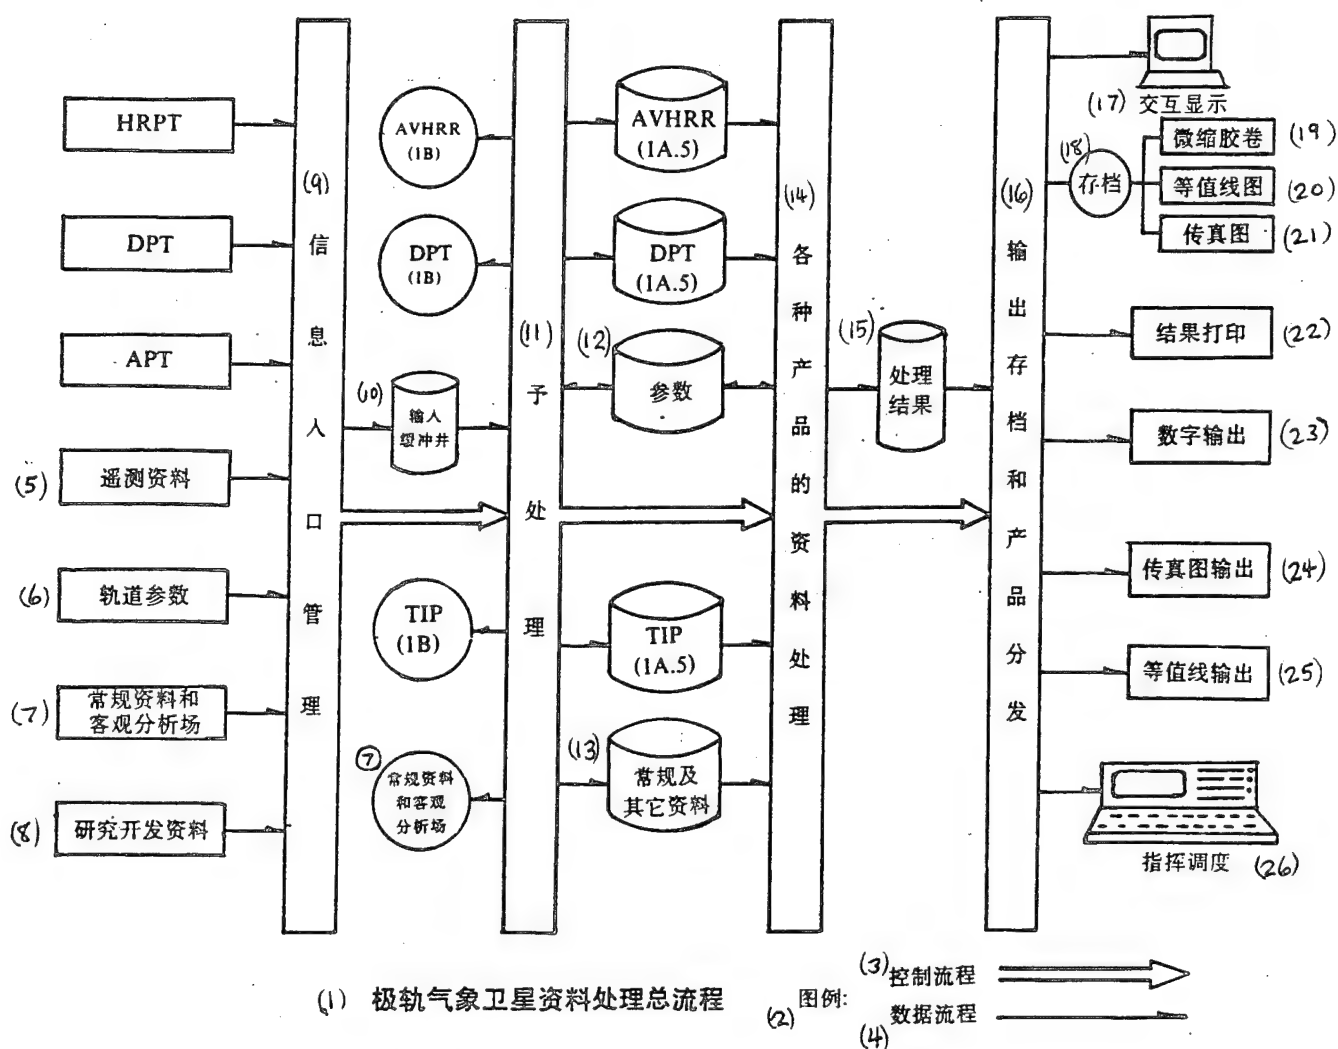 HRPT
DPT
APT
(5) 遥测资料
(6) 轨道参数
(7) 常规资料和
客观分析场
(8) 研究开发资料
(9)
信息入口管理
AVHRR
(1B)
DPT
(1B)
(10) 输入
缓冲井
TIP
(1B)
(7) 常规资料
和客观
分析场
(11)
予处理
AVHRR
(1A.5)
DPT
(1A.5)
(12) 参数
TIP
(1A.5)
(13) 常规及
其它资料
(14)
各种产品的资料处理
(15) 处理
结果
(16)
输出存档和产品分发
(17) 交互显示
(18) 存档
微缩胶卷 (19)
等值线图 (20)
传真图 (21)
结果打印 (22)
数字输出 (23)
传真图输出 (24)
等值线输出 (25)
指挥调度 (26)
(1) 极轨气象卫星资料处理总流程
(2) 图例:
(3) 控制流程
(4) 数据流程